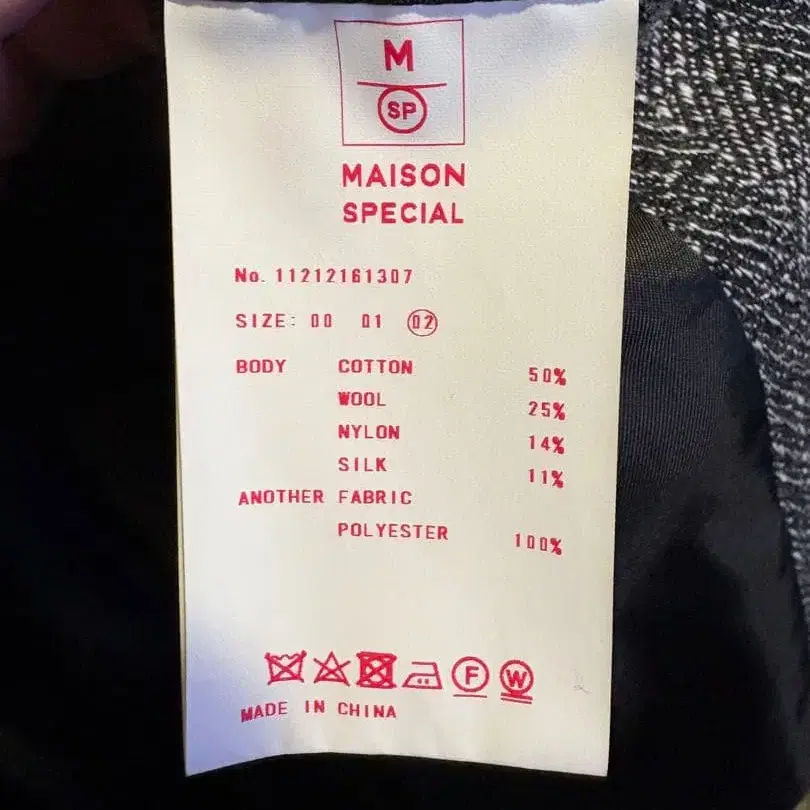 M
SP
MAISON
SPECIAL
No. 11212161307
SIZE: 00 01 02
BODY COTTON 50%
WOOL 25%
NYLON 14%
SILK 11%
ANOTHER FABRIC
POLYESTER 100%
F W
MADE IN CHINA